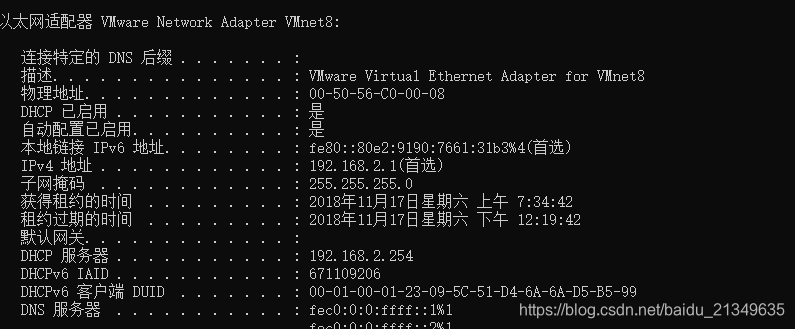 以太网适配器 VMware Network Adapter VMnet8:
连接特定的 DNS 后缀 . . . . . . . :
描述. . . . . . . . . . . . . . . : VMware Virtual Ethernet Adapter for VMnet8
物理地址. . . . . . . . . . . . . : 00-50-56-C0-00-08
DHCP 已启用 . . . . . . . . . . . : 是
自动配置已启用. . . . . . . . . . : 是
本地链接 IPv6 地址. . . . . . . . : fe80::80e2:9190:7661:31b3%4(首选)
IPv4 地址 . . . . . . . . . . . . : 192.168.2.1(首选)
子网掩码 . . . . . . . . . . . . : 255.255.255.0
获得租约的时间 . . . . . . . . . : 2018年11月17日星期六 上午 7:34:42
租约过期的时间 . . . . . . . . . : 2018年11月17日星期六 下午 12:19:42
默认网关. . . . . . . . . . . . . :
DHCP 服务器 . . . . . . . . . . . : 192.168.2.254
DHCPv6 IAID . . . . . . . . . . . : 671109206
DHCPv6 客户端 DUID . . . . . . . : 00-01-00-01-23-09-5C-51-D4-6A-6A-D5-B5-99
DNS 服务器 . . . . . . . . . . . : fec0:0:0:ffff::1%1
https://blog.csdn.net/baidu_21349635
fec0:0:0:ffff::2%1